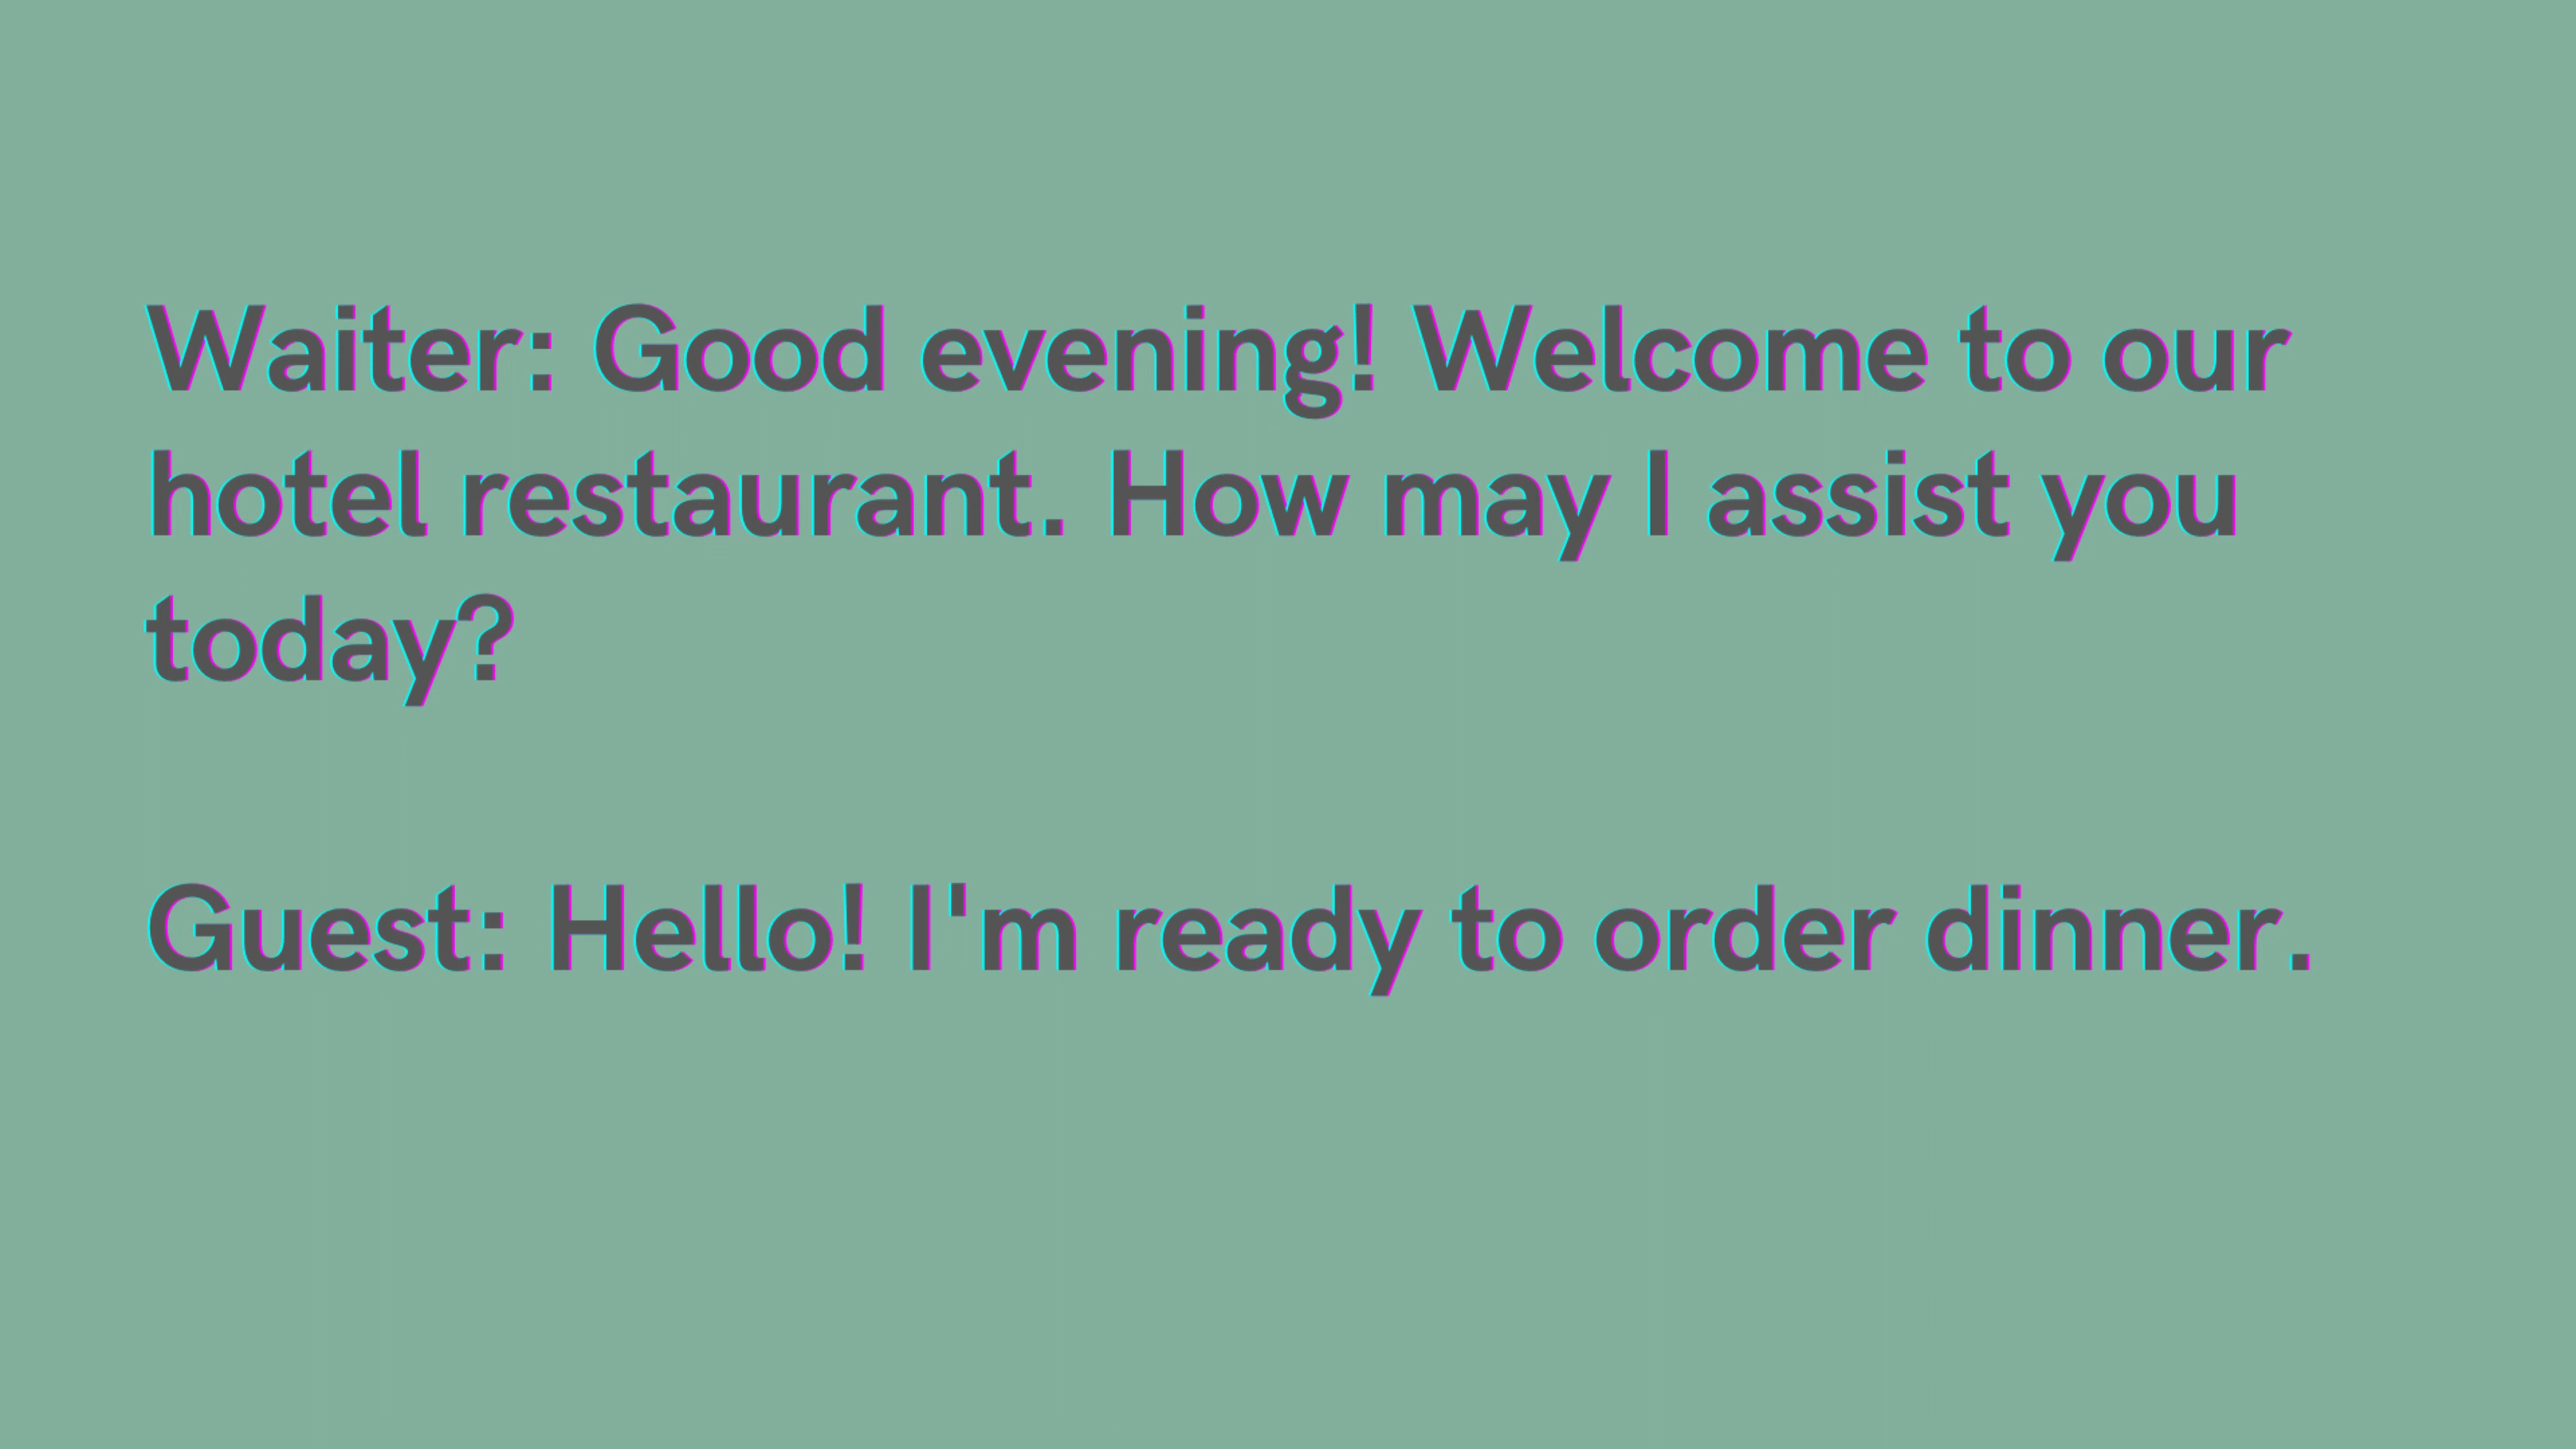 Waiter: Good evening! Welcome to our
hotel restaurant. How may I assist you
today?
Guest: Hello! I'm ready to order dinner.